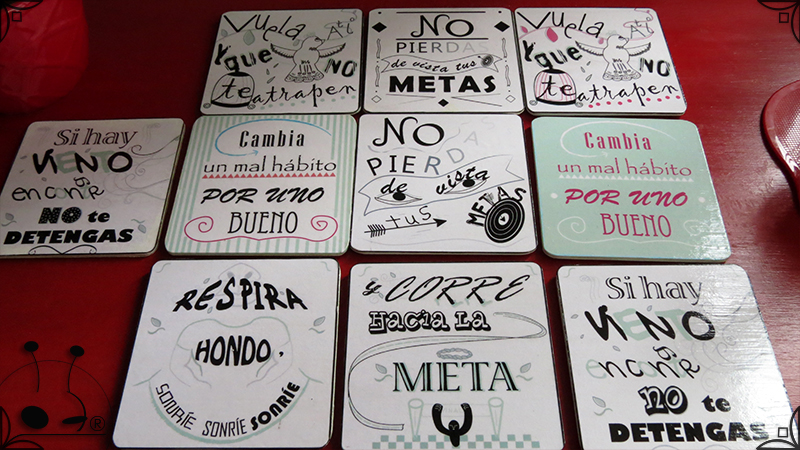 Vuela
Y que NO
te atrapen
NO
PIERDAS
de vista tus
METAS
Vuela
Y que NO
te atrapen
Si hay
VIENTO
en contra
NO te
DETENGAS
Cambia
un mal hábito
POR UNO
BUENO
NO
PIERDAS
de vista
tus METAS
Cambia
un mal hábito
POR UNO
BUENO
RESPIRA
HONDO,
SONRÍE SONRÍE SONRÍE
y CORRE
HACIA LA
META
Si hay
VIENTO
en contra
NO te
DETENGAS
®